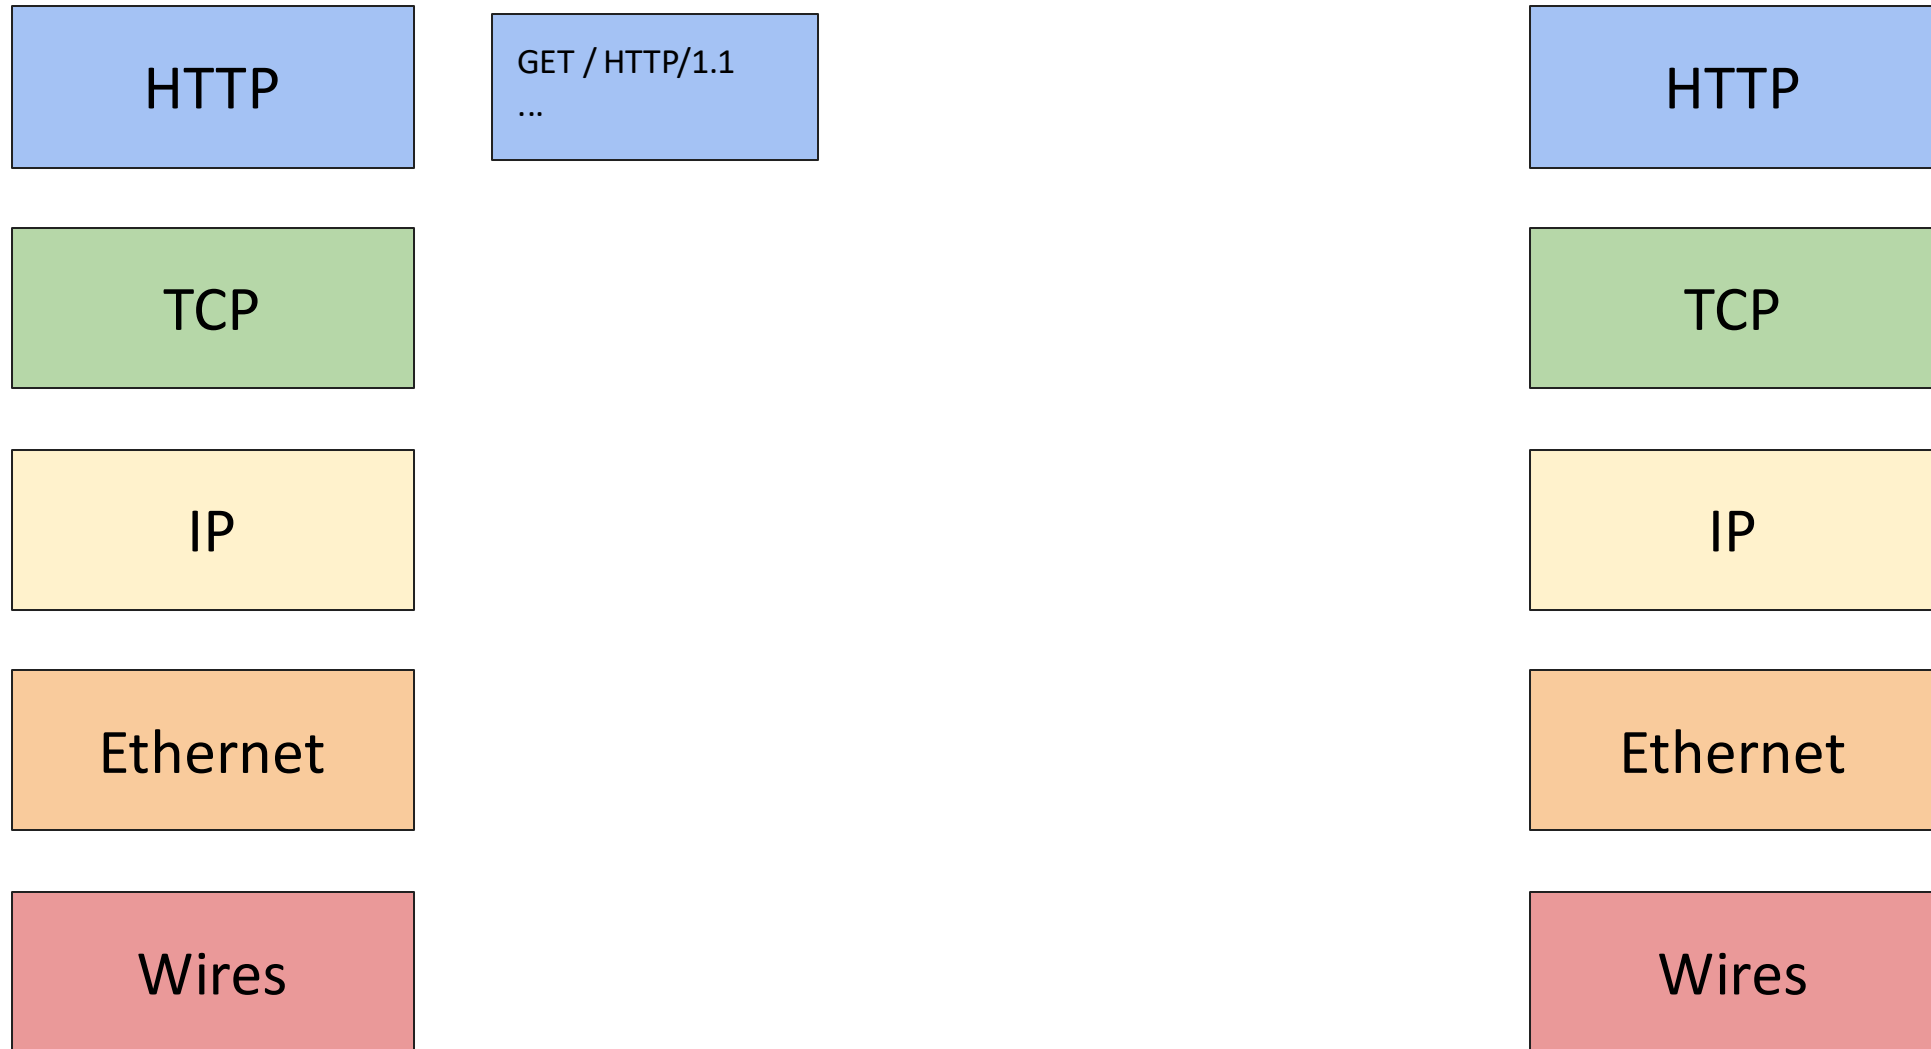 HTTP
GET / HTTP/1.1
...
HTTP
TCP
TCP
IP
IP
Ethernet
Ethernet
Wires
Wires